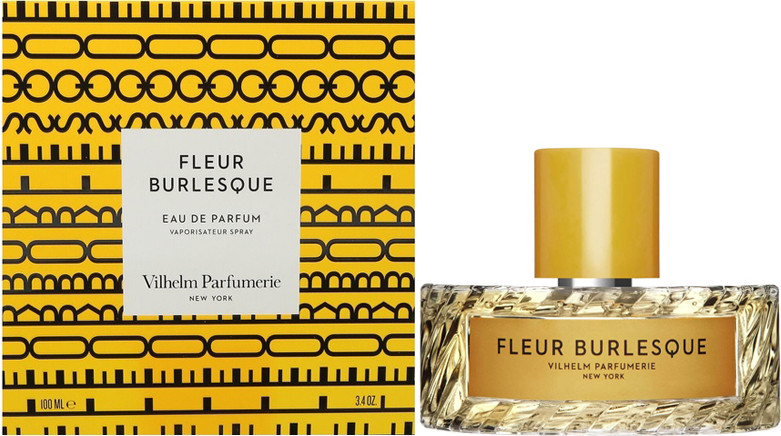 FLEUR
BURLESQUE
EAU DE PARFUM
VAPORISATEUR SPRAY
Vilhelm Parfumerie
NEW YORK
100 ML ℮
3.4 OZ.
FLEUR BURLESQUE
VILHELM PARFUMERIE
NEW YORK